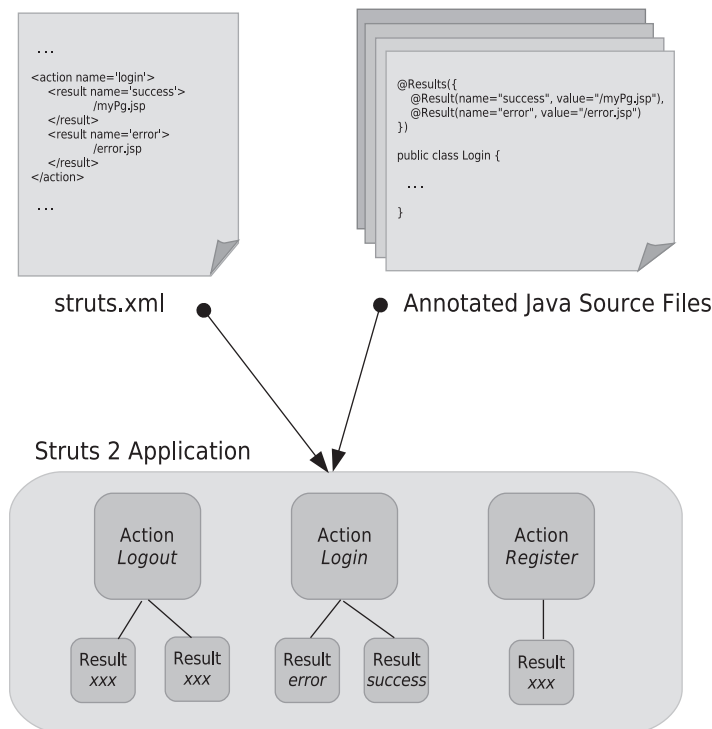 ...
<action name='login'>
<result name='success'>
/myPg.jsp
</result>
<result name='error'>
/error.jsp
</result>
</action>
...
@Results({
@Result(name="success", value="/myPg.jsp"),
@Result(name="error", value="/error.jsp")
})
public class Login {
...
}
struts.xml
Annotated Java Source Files
Struts 2 Application
Action
Logout
Action
Login
Action
Register
Result
xxx
Result
xxx
Result
error
Result
success
Result
xxx